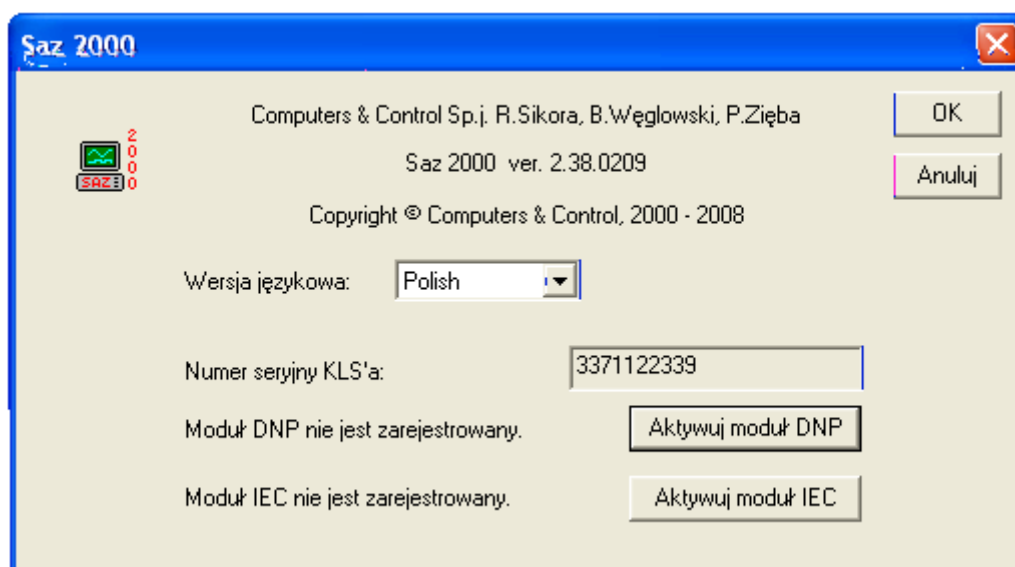 Saz 2000
Computers & Control Sp.j. R.Sikora, B.Węglowski, P.Zięba
OK
2000
SAZ
Saz 2000 ver. 2.38.0209
Anuluj
Copyright © Computers & Control, 2000 - 2008
Wersja językowa: Polish
Numer seryjny KLS'a: 3371122339
Moduł DNP nie jest zarejestrowany. Aktywuj moduł DNP
Moduł IEC nie jest zarejestrowany. Aktywuj moduł IEC